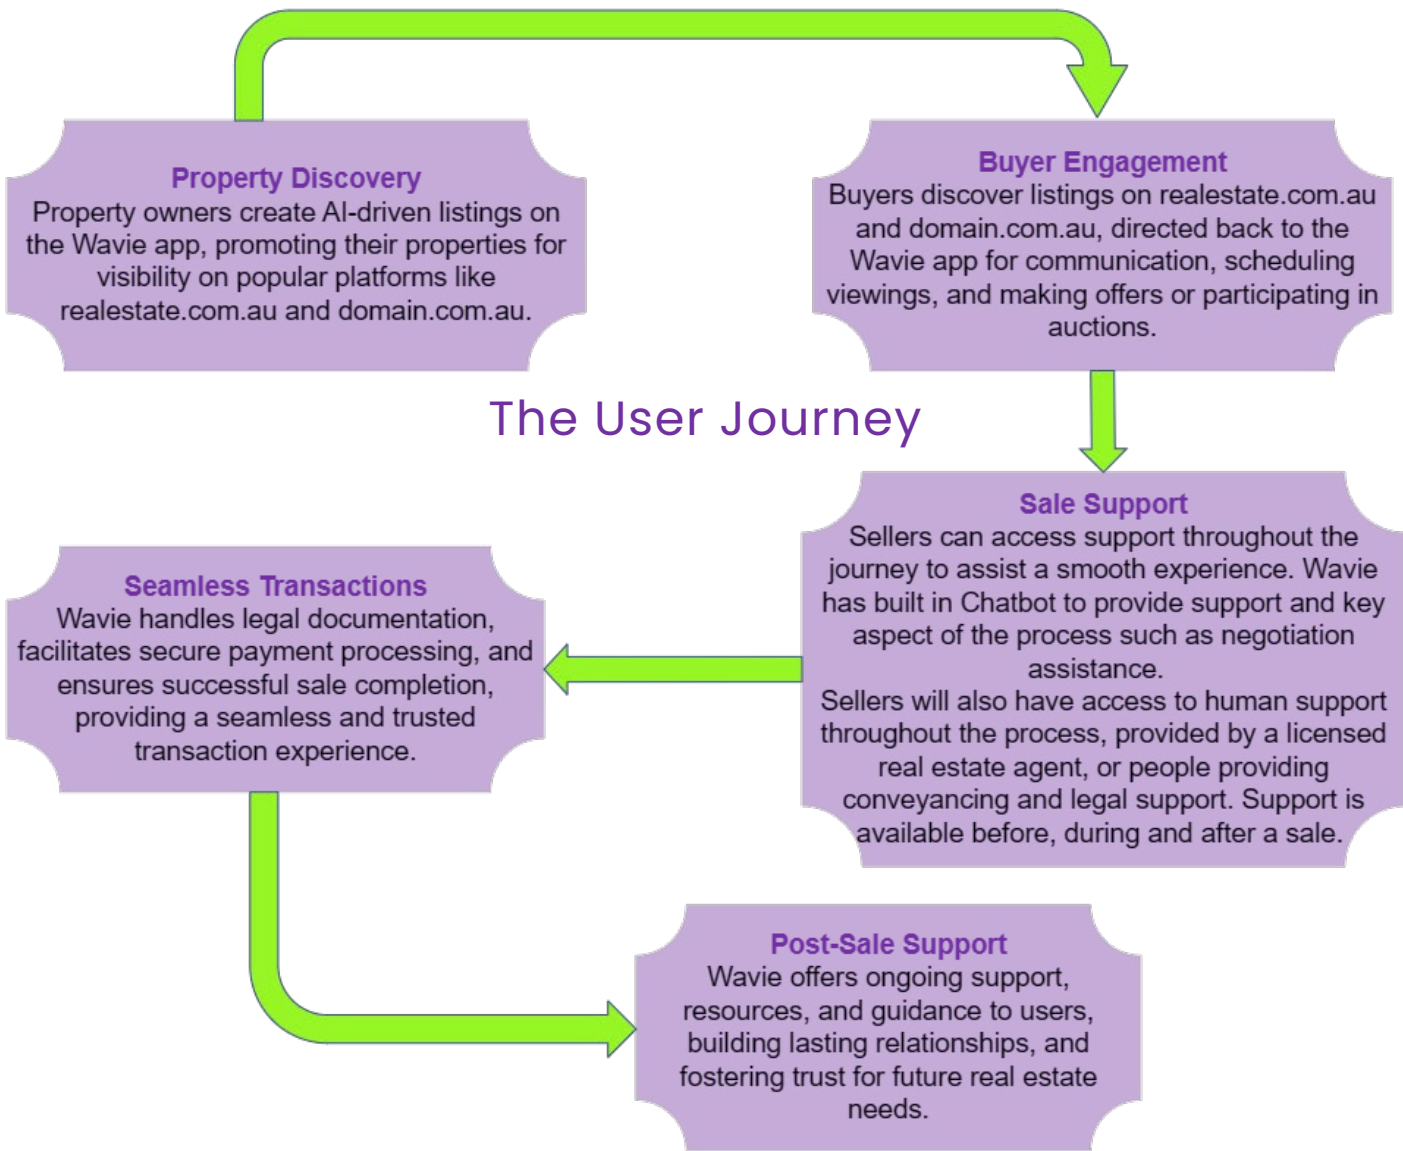 Property Discovery
Property owners create AI-driven listings on
the Wavie app, promoting their properties for
visibility on popular platforms like
realestate.com.au and domain.com.au.
Buyer Engagement
Buyers discover listings on realestate.com.au
and domain.com.au, directed back to the
Wavie app for communication, scheduling
viewings, and making offers or participating in
auctions.
The User Journey
Sale Support
Sellers can access support throughout the
journey to assist a smooth experience. Wavie
has built in Chatbot to provide support and key
aspect of the process such as negotiation
assistance.
Sellers will also have access to human support
throughout the process, provided by a licensed
real estate agent, or people providing
conveyancing and legal support. Support is
available before, during and after a sale.
Seamless Transactions
Wavie handles legal documentation,
facilitates secure payment processing, and
ensures successful sale completion,
providing a seamless and trusted
transaction experience.
Post-Sale Support
Wavie offers ongoing support,
resources, and guidance to users,
building lasting relationships, and
fostering trust for future real estate
needs.